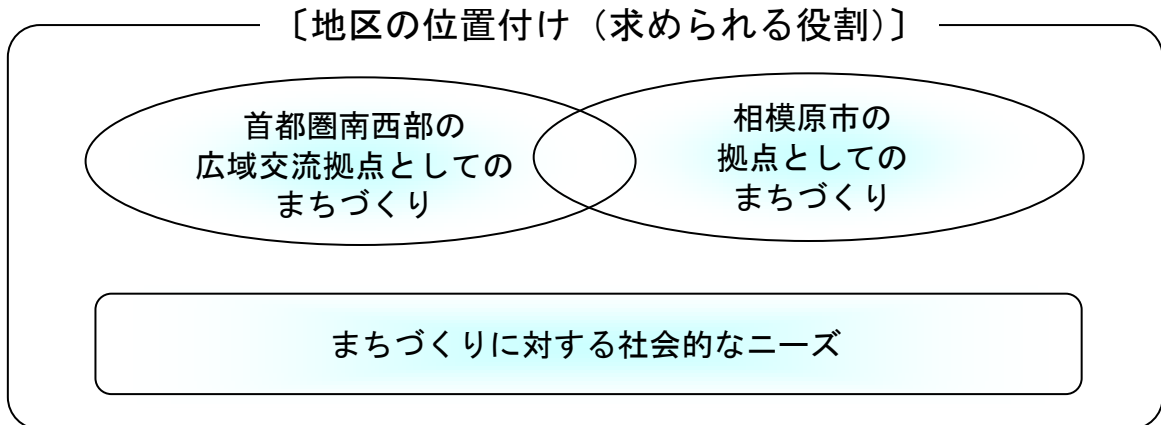 〔地区の位置付け（求められる役割）〕
首都圏南西部の
広域交流拠点としての
まちづくり
相模原市の
拠点としての
まちづくり
まちづくりに対する社会的なニーズ